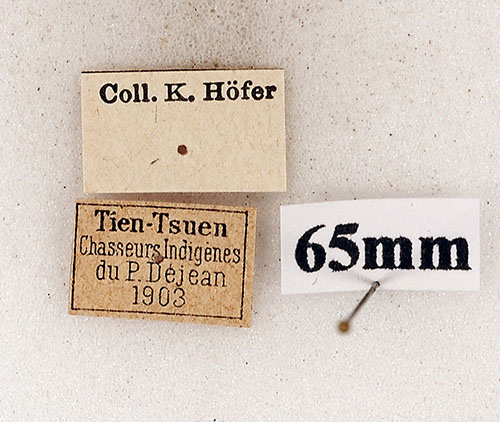 Coll. K. Höfer
Tien-Tsuen
Chasseurs Indigènes
du P. Déjean
1903
65mm